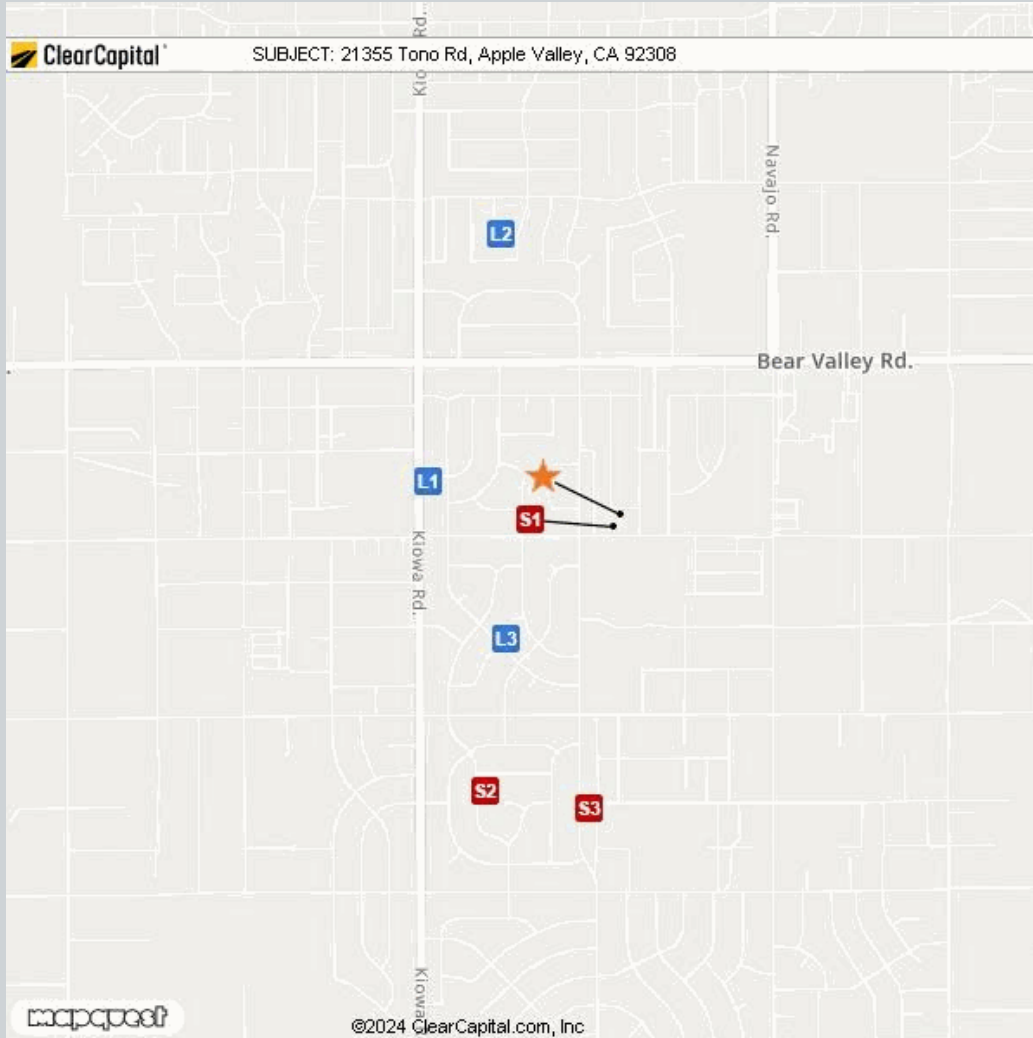 Kiowa Rd.
ClearCapital
SUBJECT: 21355 Tono Rd, Apple Valley, CA 92308
Navajo Rd.
L2
Bear Valley Rd.
L1
S1
Kiowa Rd.
L3
S2
S3
Kiowa
mapquest
©2024 ClearCapital.com, Inc